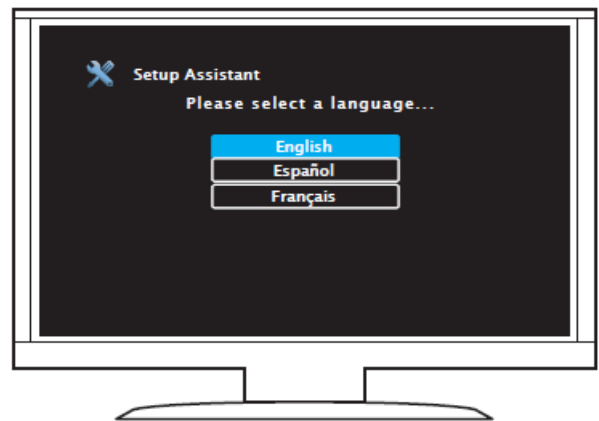 Setup Assistant
Please select a language...
English
Español
Français